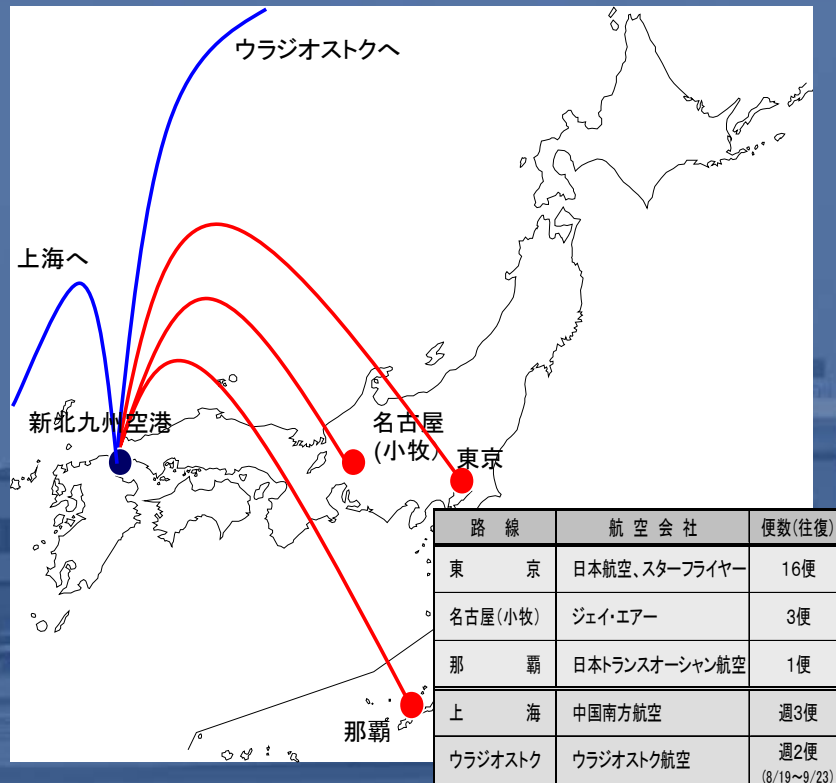 ウラジオストクへ
上海へ
新北九州空港
名古屋
(小牧)
東京
那覇
路　線　航 空 会 社　便数(往復)
東　京　日本航空、スターフライヤー　16便
名古屋(小牧)　ジェイ・エアー　3便
那　覇　日本トランスオーシャン航空　1便
上　海　中国南方航空　週3便
ウラジオストク　ウラジオストク航空　週2便
(8/19～9/23)